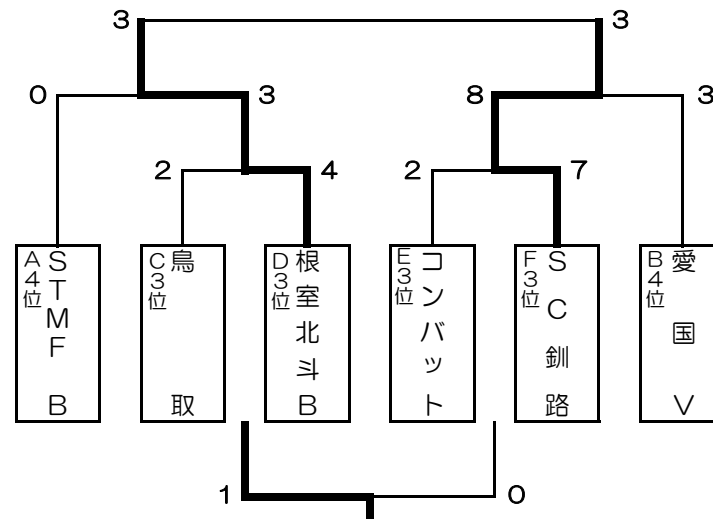 3 3
0 3 8 3
2 4 2 7
A4位 STMF B
C3位 鳥取
D3位 根室北斗B
E3位 コンバット
F3位 SC釧路
B4位 愛国V
1 0